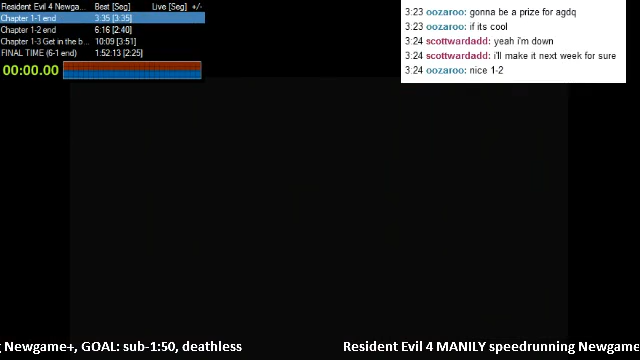 Resident Evil 4 Newga... Best [Seg] Live [Seg] +/-
Chapter 1-1 end 3:35 [3:35]
Chapter 1-2 end 6:16 [2:40]
Chapter 1-3 Get in the b... 10:09 [3:51]
FINAL TIME (6-1 end) 1:52:13 [2:25]
00:00.00
3:23 oozaroo: gonna be a prize for agdq
3:23 oozaroo: if its cool
3:24 scottwardadd: yeah i'm down
3:24 scottwardadd: i'll make it next week for sure
3:24 oozaroo: nice 1-2
g Newgame+, GOAL: sub-1:50, deathless Resident Evil 4 MANILY speedrunning Newgame